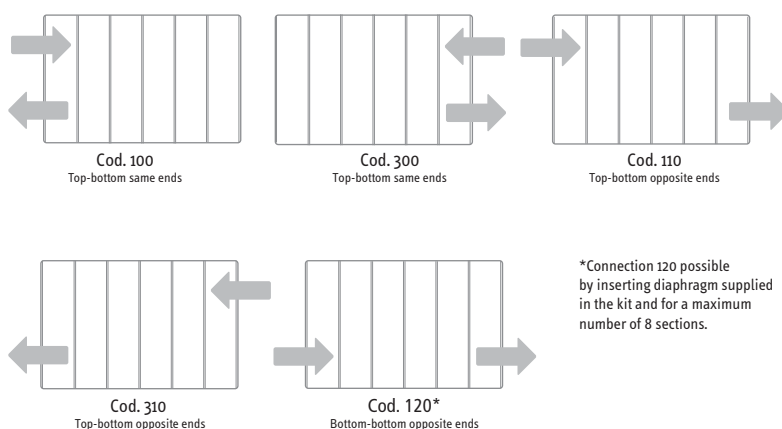 Cod. 100
Top-bottom same ends
Cod. 300
Top-bottom same ends
Cod. 110
Top-bottom opposite ends
Cod. 310
Top-bottom opposite ends
Cod. 120*
Bottom-bottom opposite ends
*Connection 120 possible
by inserting diaphragm supplied
in the kit and for a maximum
number of 8 sections.